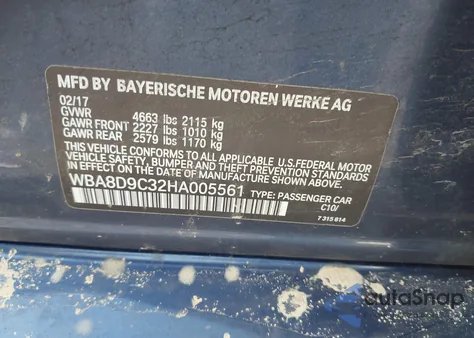 MFD BY BAYERISCHE MOTOREN WERKE AG
02/17
GVWR 4663 lbs 2115 kg
GAWR FRONT 2227 lbs 1010 kg
GAWR REAR 2579 lbs 1170 kg
THIS VEHICLE CONFORMS TO ALL APPLICABLE U.S.FEDERAL MOTOR
VEHICLE SAFETY, BUMPER, AND THEFT PREVENTION
STANDARDS IN EFFECT ON THE DATE OF MANUFACTURE SHOWN ABOVE.
WBA8D9C32HA005561 TYPE: PASSENGER CAR
C10/
7 315 814
autoSnap